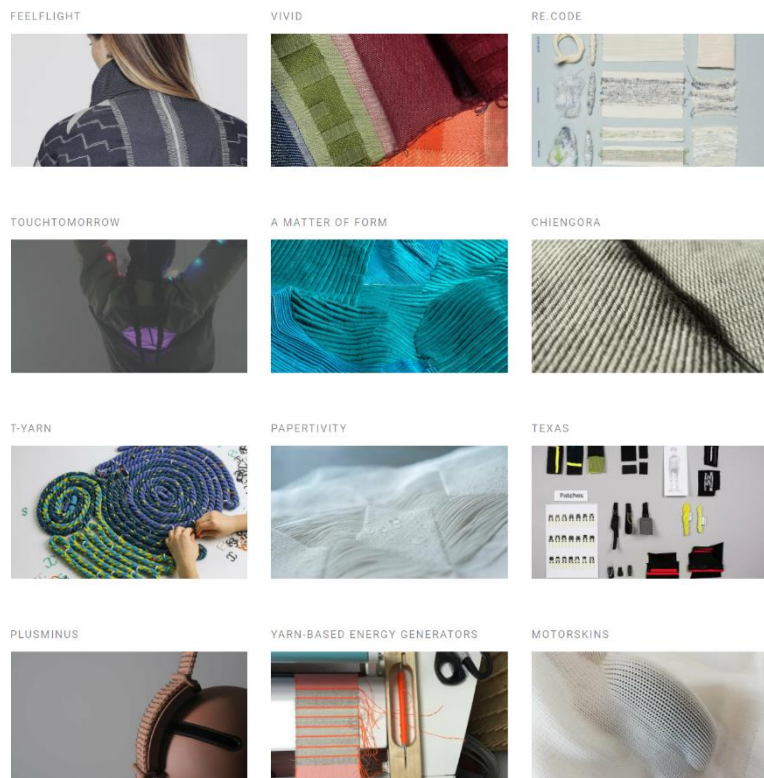 FEELFLIGHT
VIVID
RE.CODE
TOUCHTOMORROW
A MATTER OF FORM
CHIENGORA
T-YARN
PAPERTIVITY
TEXAS
Patches
PLUSMINUS
YARN-BASED ENERGY GENERATORS
MOTORSKINS